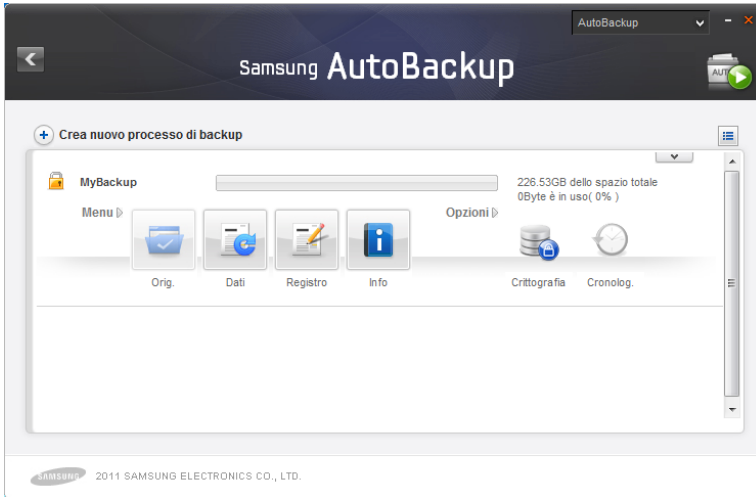 AutoBackup
samsung AutoBackup
AUT
Crea nuovo processo di backup
MyBackup
226.53GB dello spazio totale
0Byte è in uso( 0% )
Menu
Opzioni
Orig.
Dati
Registro
Info
Crittografia
Cronolog.
SAMSUNG
2011 SAMSUNG ELECTRONICS CO., LTD.